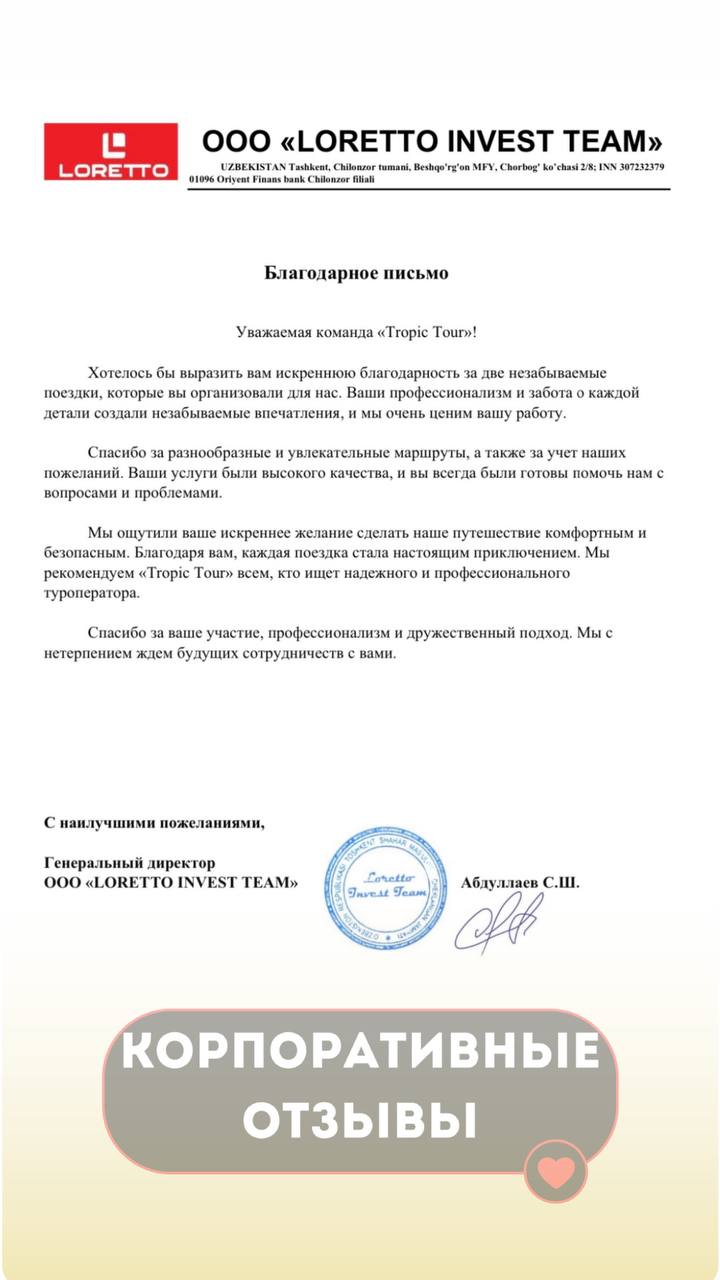 LORETTO
ООО «LORETTO INVEST TEAM»
UZBEKISTAN Tashkent, Chilonzor tumani, Beshqo'rg'on MFY, Chorbog' ko'chasi 2/8; INN 307232379
01096 Oriyent Finans bank Chilonzor filiali
Благодарное письмо
Уважаемая команда «Tropic Tour»!
Хотелось бы выразить вам искреннюю благодарность за две незабываемые
поездки, которые вы организовали для нас. Ваши профессионализм и забота о каждой
детали создали незабываемые впечатления, и мы очень ценим вашу работу.
Спасибо за разнообразные и увлекательные маршруты, а также за учет наших
пожеланий. Ваши услуги были высокого качества, и вы всегда были готовы помочь нам с
вопросами и проблемами.
Мы ощутили ваше искреннее желание сделать наше путешествие комфортным и
безопасным. Благодаря вам, каждая поездка стала настоящим приключением. Мы
рекомендуем «Tropic Tour» всем, кто ищет надежного и профессионального
туроператора.
Спасибо за ваше участие, профессионализм и дружественный подход. Мы с
нетерпением ждем будущих сотрудничеств с вами.
С наилучшими пожеланиями,
Генеральный директор
ООО «LORETTO INVEST TEAM»
Loretto
Invest Team
O'ZBEKISTON RESPUBLIKASI TOSHKENT SHAHAR
Абдуллаев С.Ш.
КОРПОРАТИВНЫЕ
ОТЗЫВЫ